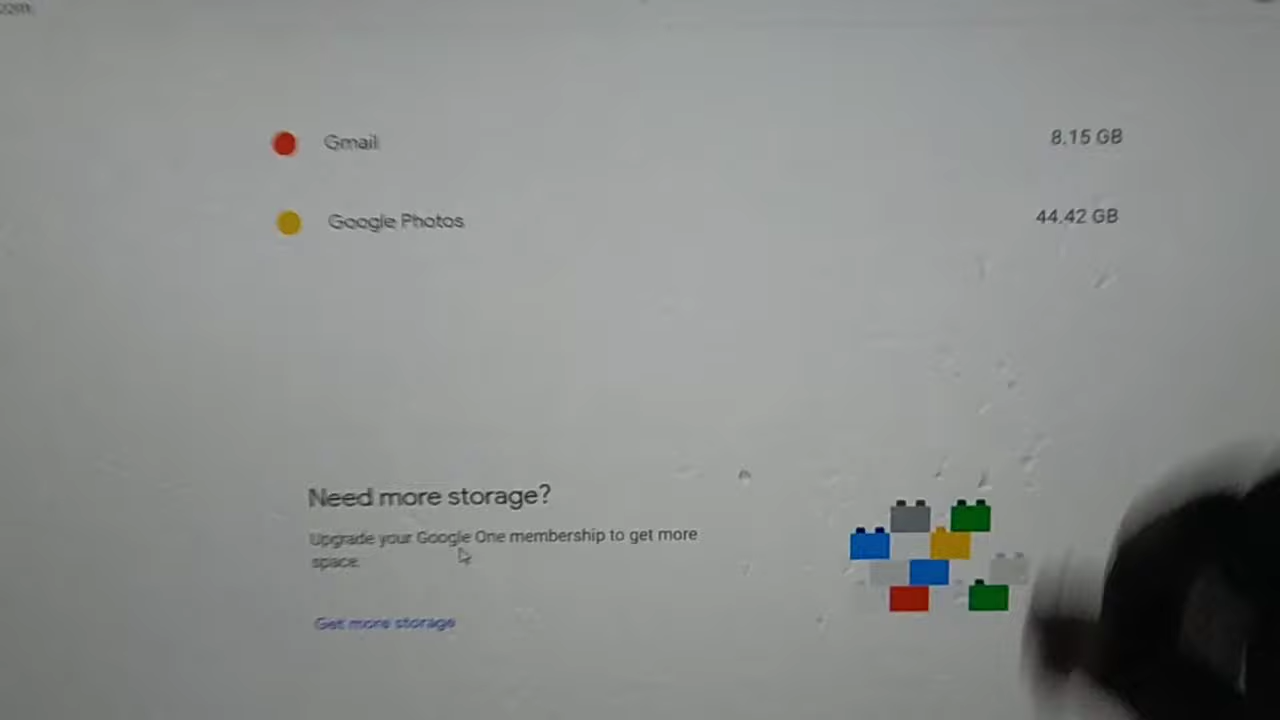 Gmail 8.15 GB
Google Photos 44.42 GB
Need more storage?
Upgrade your Google One membership to get more
space.
Get more storage